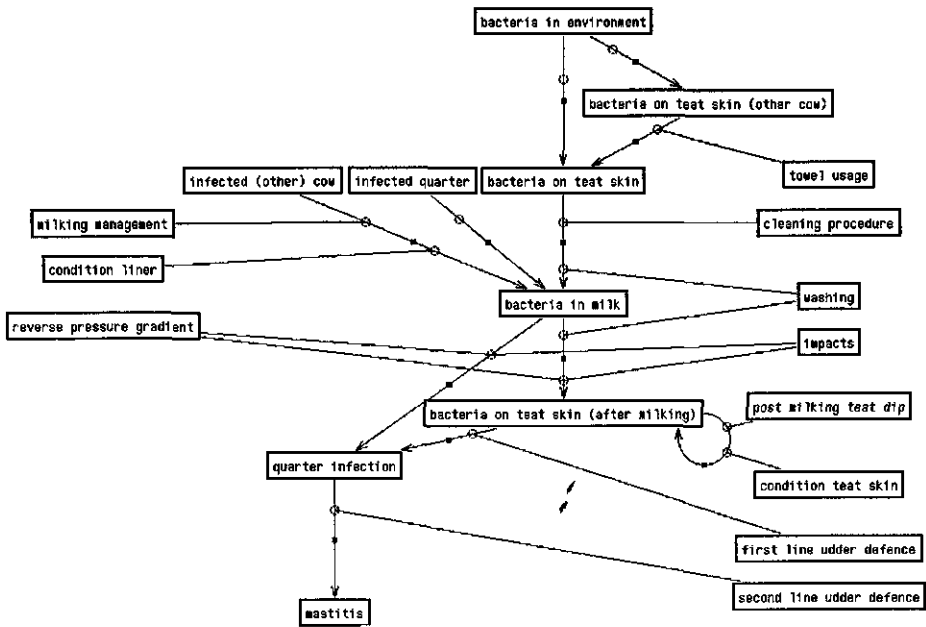 bacteria in environment
bacteria on teat skin (other cow)
towel usage
infected (other) cow
infected quarter
bacteria on teat skin
milking management
cleaning procedure
condition liner
bacteria in milk
washing
reverse pressure gradient
impacts
bacteria on teat skin (after milking)
post milking teat dip
quarter infection
condition teat skin
first line udder defence
second line udder defence
mastitis